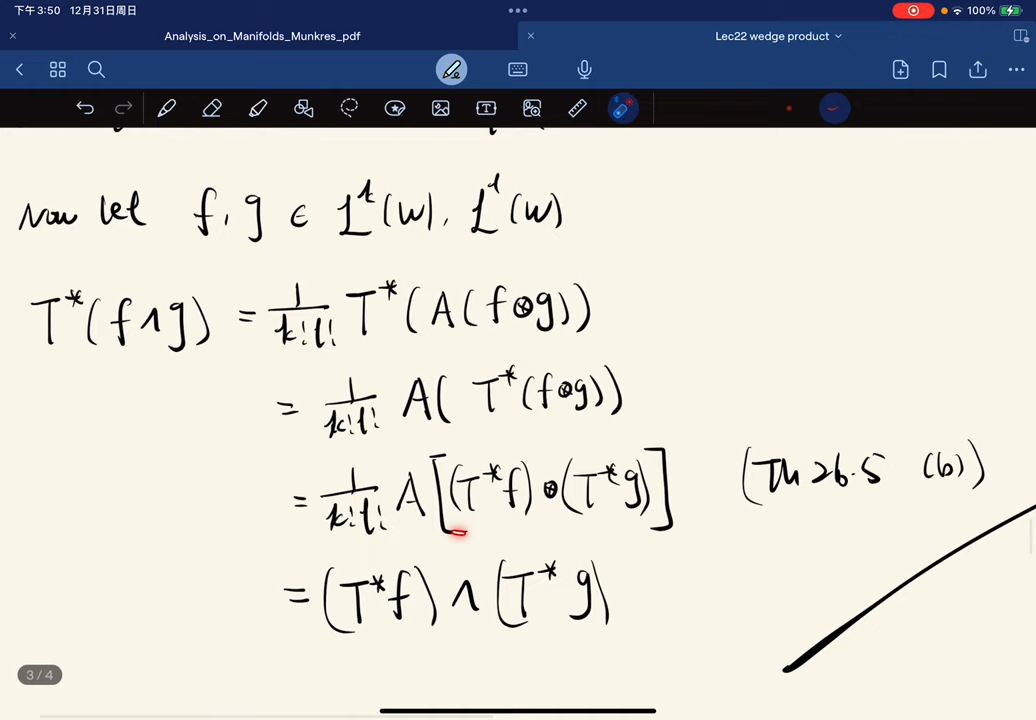 下午3:50 12月31日周日
100%
Analysis_on_Manifolds_Munkres_pdf
Lec22 wedge product
Now let f, g ∈ L^k(W), L^l(W)
T*(f∧g) = 1/k!l! T*(A(f⊗g))
= 1/k!l! A(T*(f⊗g))
= 1/k!l! A[(T*f)⊗(T*g)] (Th 26.5 (b))
= (T*f)∧(T*g)
3 / 4